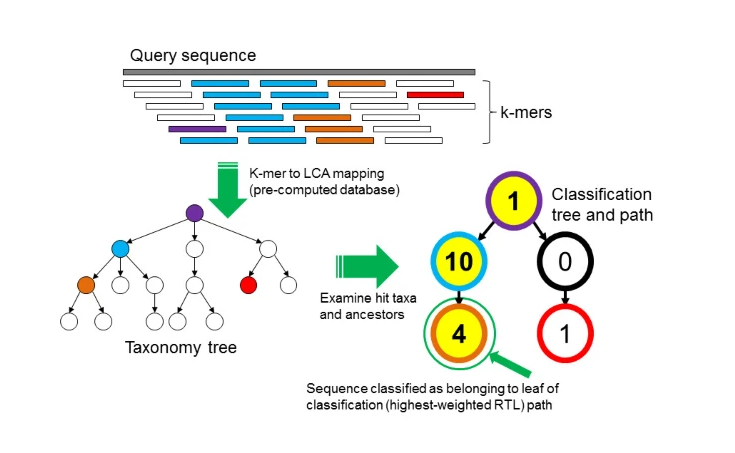 Query sequence
k-mers
K-mer to LCA mapping
(pre-computed database)
1
Classification
tree and path
10
0
Examine hit taxa
and ancestors
4
1
Taxonomy tree
Sequence classified as belonging to leaf of
classification (highest-weighted RTL) path